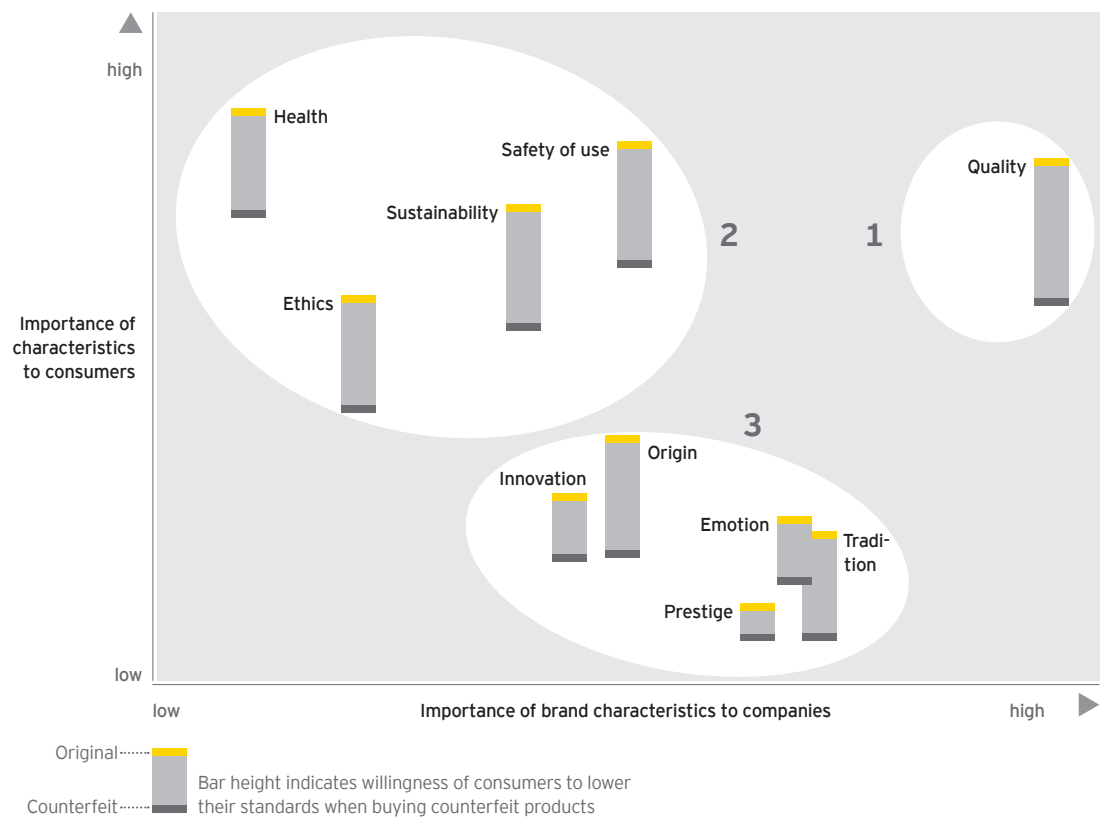 high
Health
Safety of use
Quality
Sustainability
2
1
Ethics
Importance of
characteristics
to consumers
3
Origin
Innovation
Emotion
Tradi-
tion
Prestige
low
low
Importance of brand characteristics to companies
high
Original
Bar height indicates willingness of consumers to lower
Counterfeit
their standards when buying counterfeit products